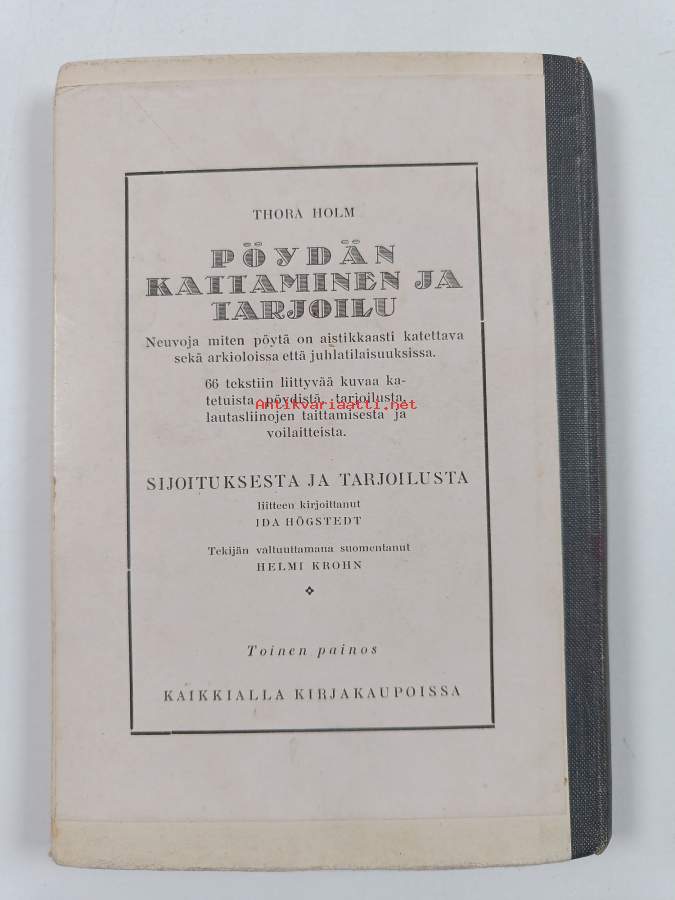 THORA HOLM
PÖYDÄN
KATTAMINEN JA
TARJOILU
Neuvoja miten pöytä on aistikkaasti katettava
sekä arkioloissa että juhlatilaisuuksissa.
66 tekstiin liittyvää kuvaa ka-
tetuista pöydistä, tarjoilusta,
Antikvariaatti.net
lautasliinojen taittamisesta ja
voilaitteista.
SIJOITUKSESTA JA TARJOILUSTA
liitteen kirjoittanut
IDA HÖGSTEDT
Tekijän valtuuttamana suomentanut
HELMI KROHN
Toinen painos
KAIKKIALLA KIRJAKAUPOISSA